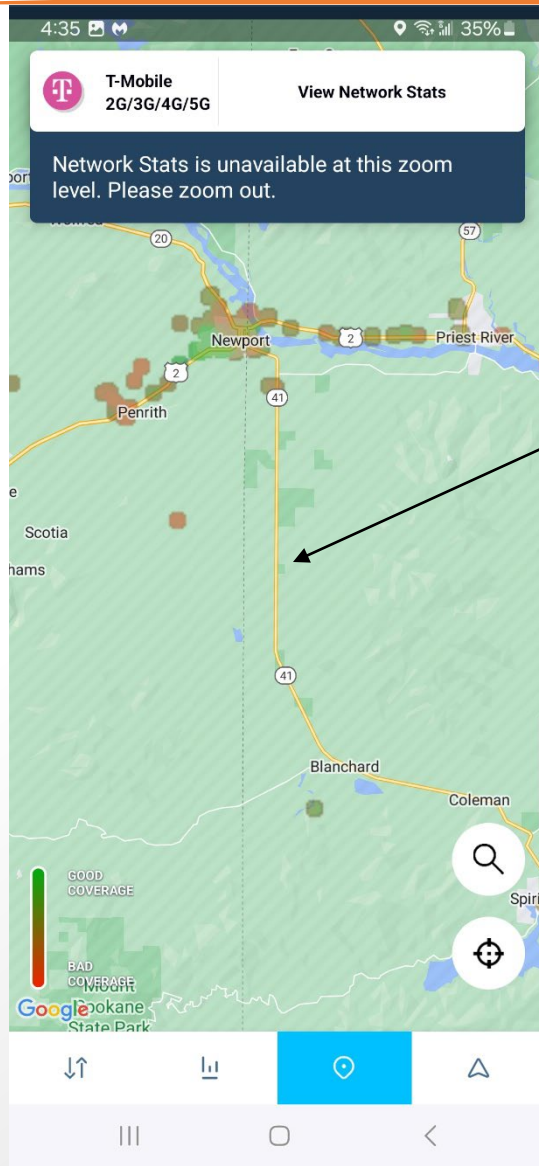 4:35
35%
T-Mobile
2G/3G/4G/5G
View Network Stats
Network Stats is unavailable at this zoom
level. Please zoom out.
20
57
Newport
2
Priest River
2
41
Penrith
Scotia
hams
41
Blanchard
Coleman
GOOD
COVERAGE
Spiri
BAD
COVERAGE
Mount
Google
Spokane
State Park